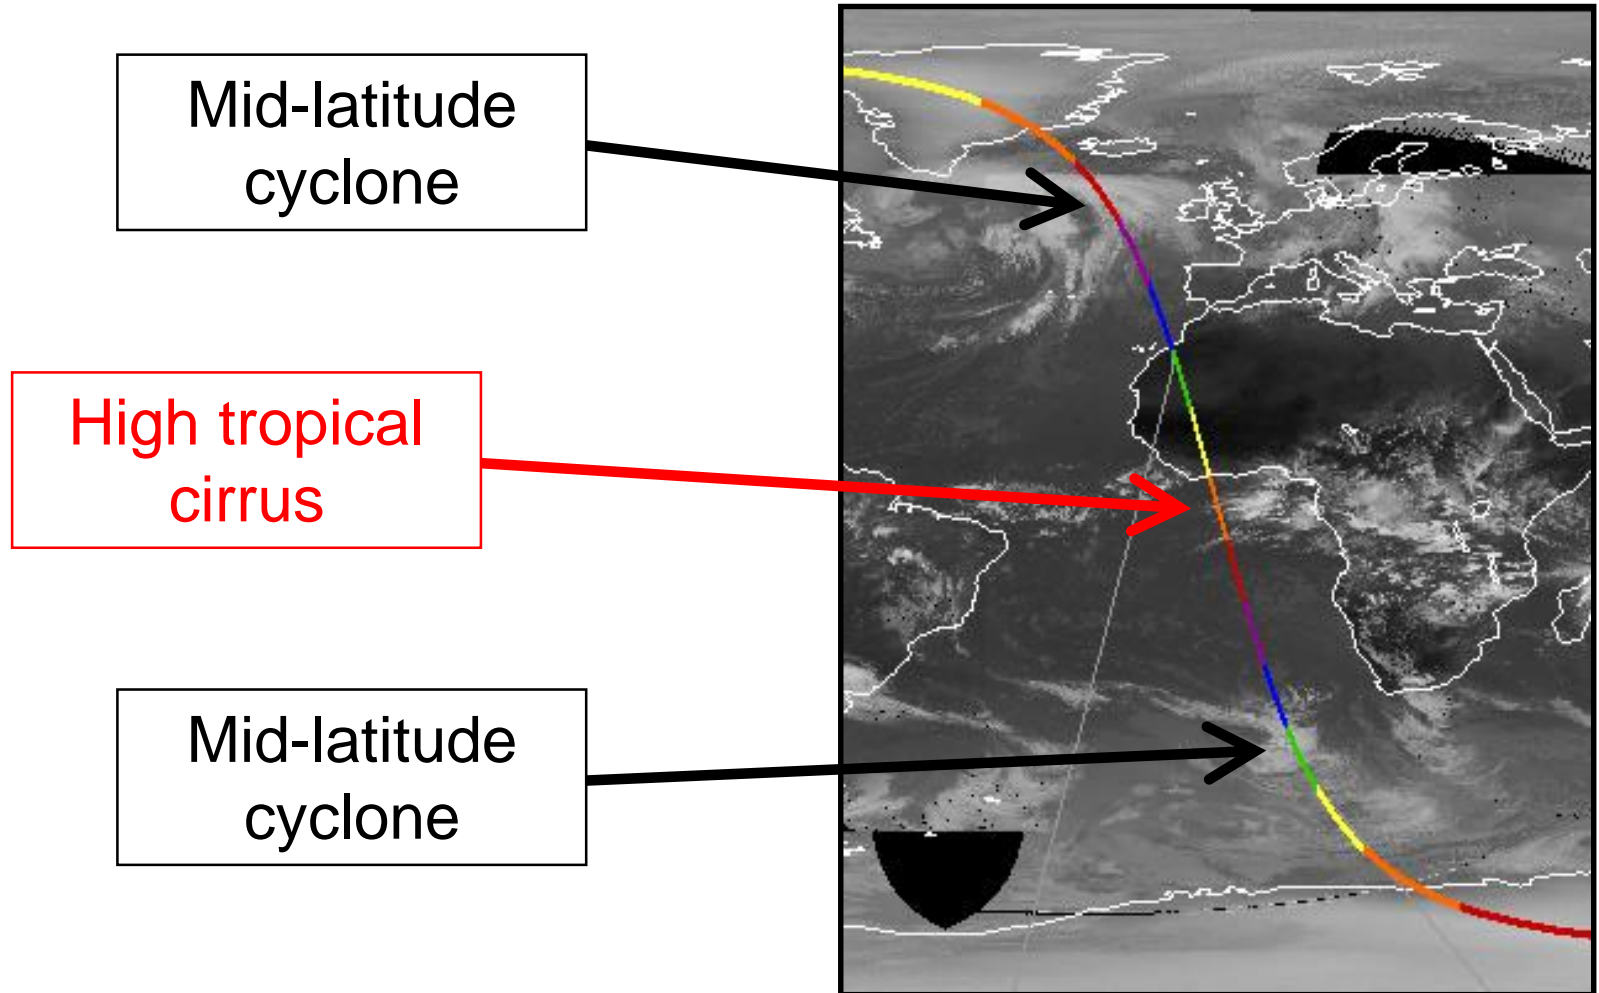 Mid-latitude
cyclone
High tropical
cirrus
Mid-latitude
cyclone